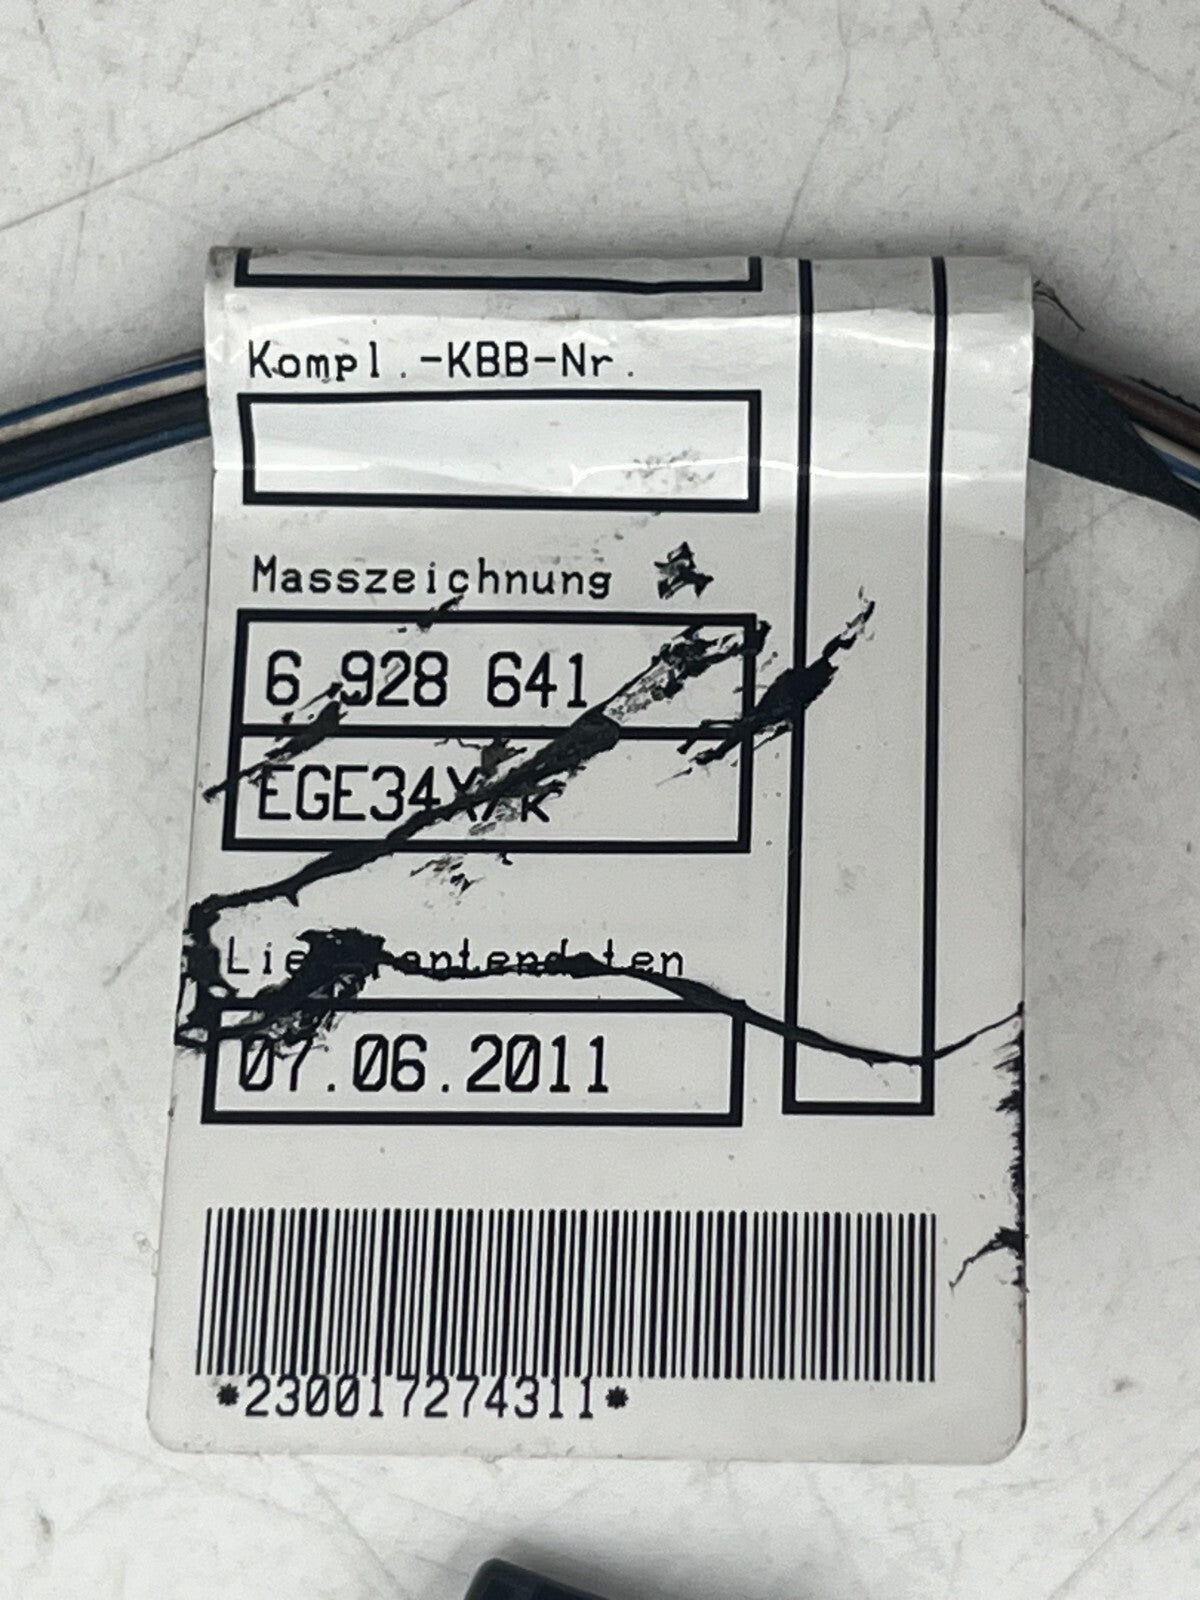 Kompl.-KBB-Nr.
Masszeichnung
6 928 641
07.06.2011
*230017274311*